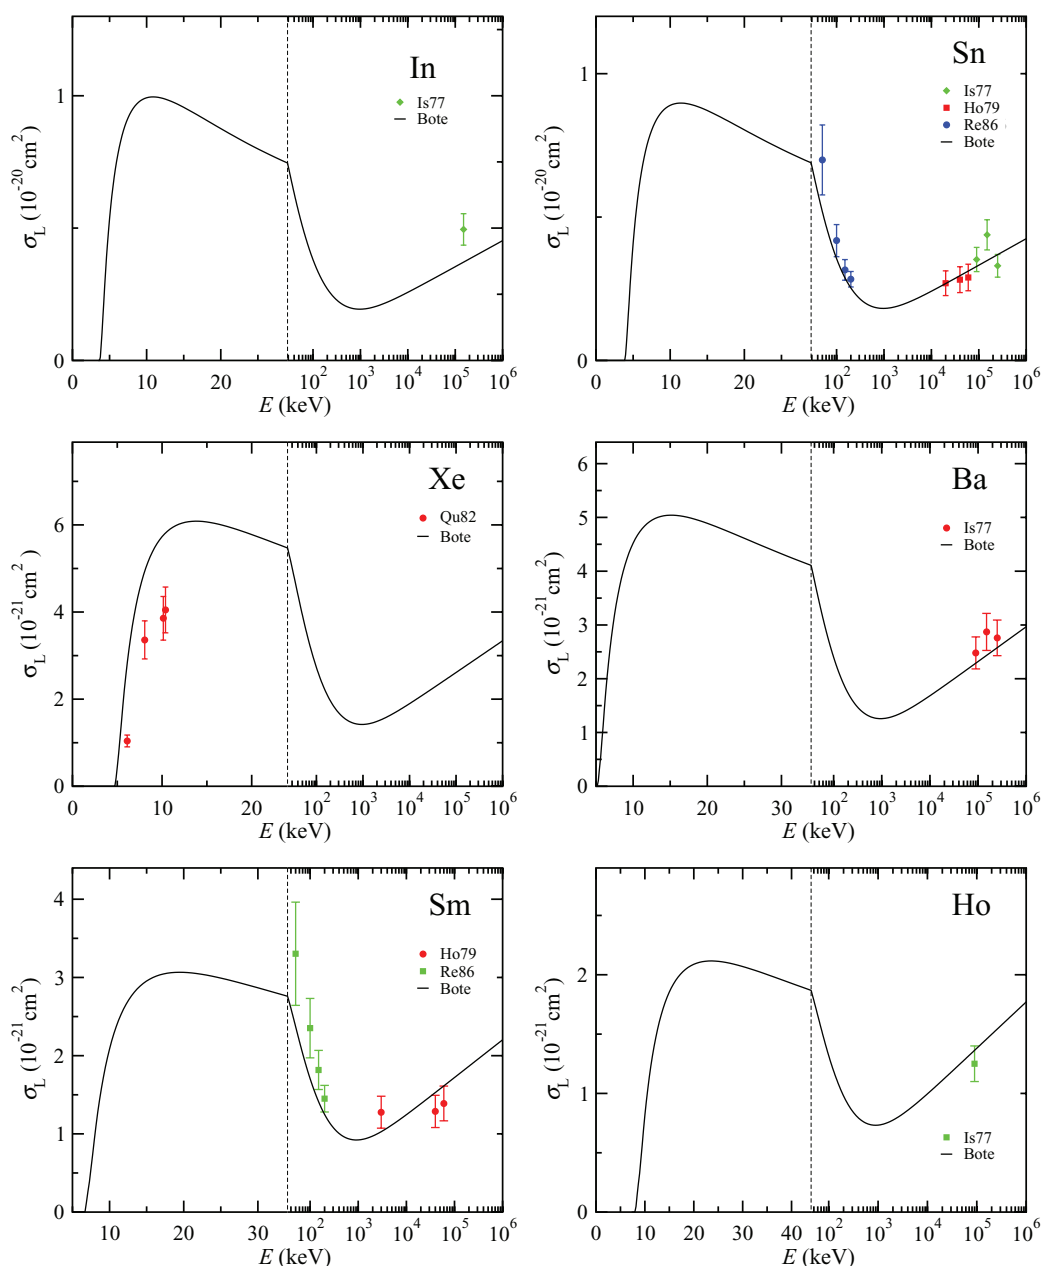 In
Is77
Bote
σL (10-20 cm2)
1
0
0 10 20 10² 10³ 10⁴ 10⁵ 10⁶
E (keV)
Sn
Is77
Ho79
Re86
Bote
σL (10-20 cm2)
1
0
0 10 20 10² 10³ 10⁴ 10⁵ 10⁶
E (keV)
Xe
Qu82
Bote
σL (10-21 cm2)
6
4
2
0
0 10 20 10² 10³ 10⁴ 10⁵ 10⁶
E (keV)
Ba
Is77
Bote
σL (10-21 cm2)
6
5
4
3
2
1
0
10 20 30 10² 10³ 10⁴ 10⁵ 10⁶
E (keV)
Sm
Ho79
Re86
Bote
σL (10-21 cm2)
4
3
2
1
0
10 20 30 10² 10³ 10⁴ 10⁵ 10⁶
E (keV)
Ho
Is77
Bote
σL (10-21 cm2)
2
1
0
0 10 20 30 40 10² 10³ 10⁴ 10⁵ 10⁶
E (keV)